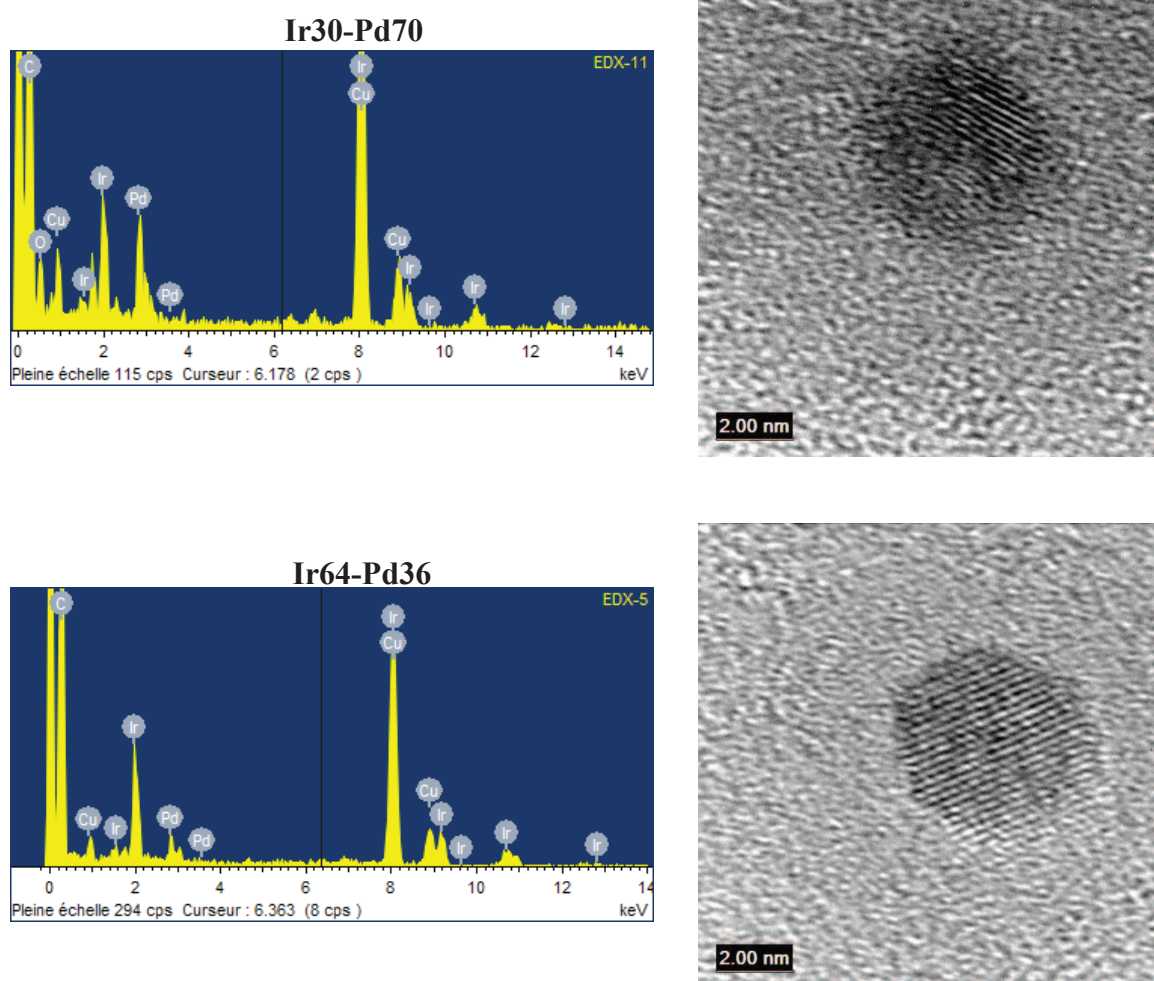 Ir30-Pd70
EDX-11
C
Ir
Cu
Ir
Pd
Cu
O
Cu
Ir
Ir
Ir
Pd
Ir
Ir
0 2 4 6 8 10 12 14
Pleine échelle 115 cps Curseur : 6.178 (2 cps ) keV
2.00 nm
Ir64-Pd36
EDX-5
C
Ir
Cu
Ir
Cu
Cu
Ir
Pd
Pd
Ir
Ir
Ir
Ir
0 2 4 6 8 10 12 14
Pleine échelle 294 cps Curseur : 6.363 (8 cps ) keV
2.00 nm